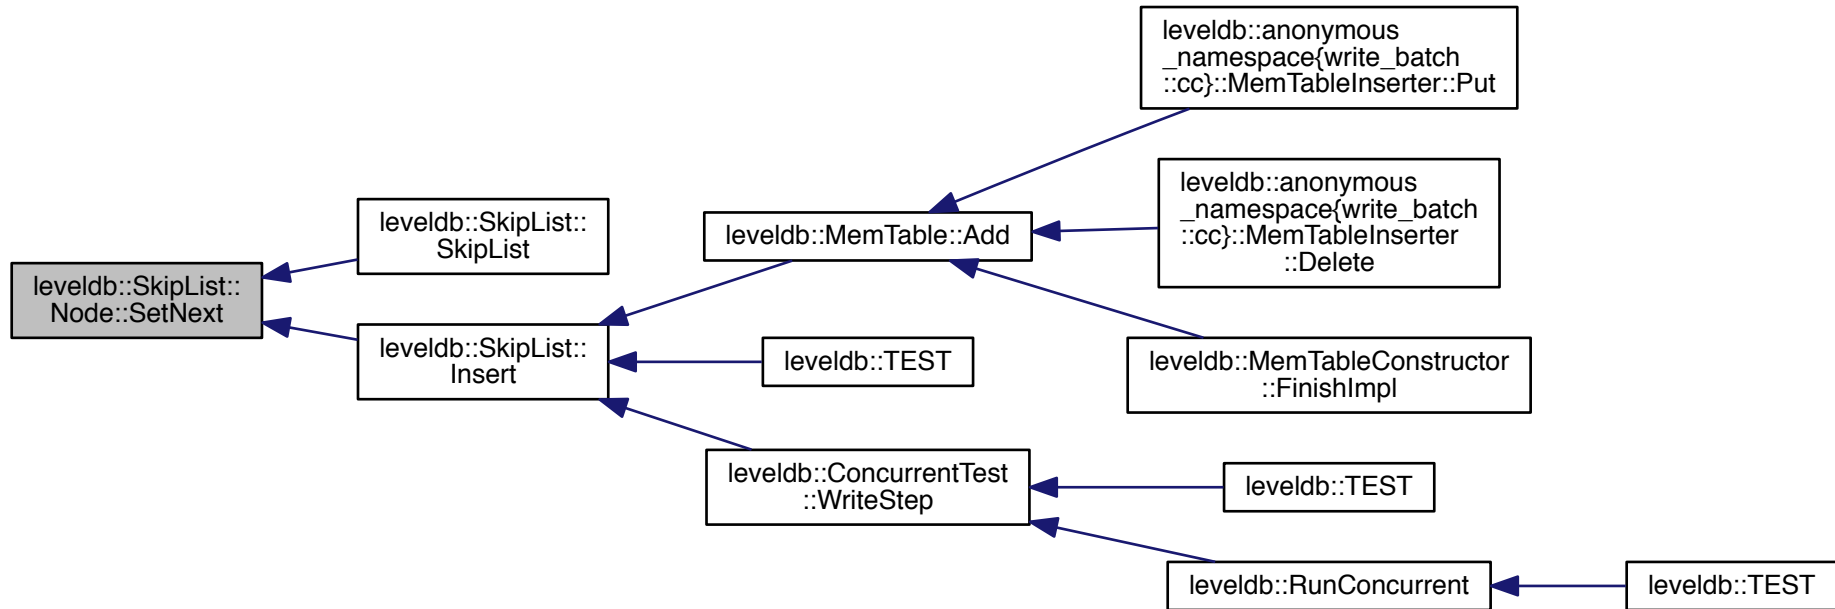 leveldb::anonymous
_namespace{write_batch
::cc}::MemTableInserter::Put
leveldb::anonymous
_namespace{write_batch
::cc}::MemTableInserter
::Delete
leveldb::SkipList::
SkipList
leveldb::MemTable::Add
leveldb::SkipList::
Node::SetNext
leveldb::SkipList::
Insert
leveldb::TEST
leveldb::MemTableConstructor
::FinishImpl
leveldb::ConcurrentTest
::WriteStep
leveldb::TEST
leveldb::RunConcurrent
leveldb::TEST